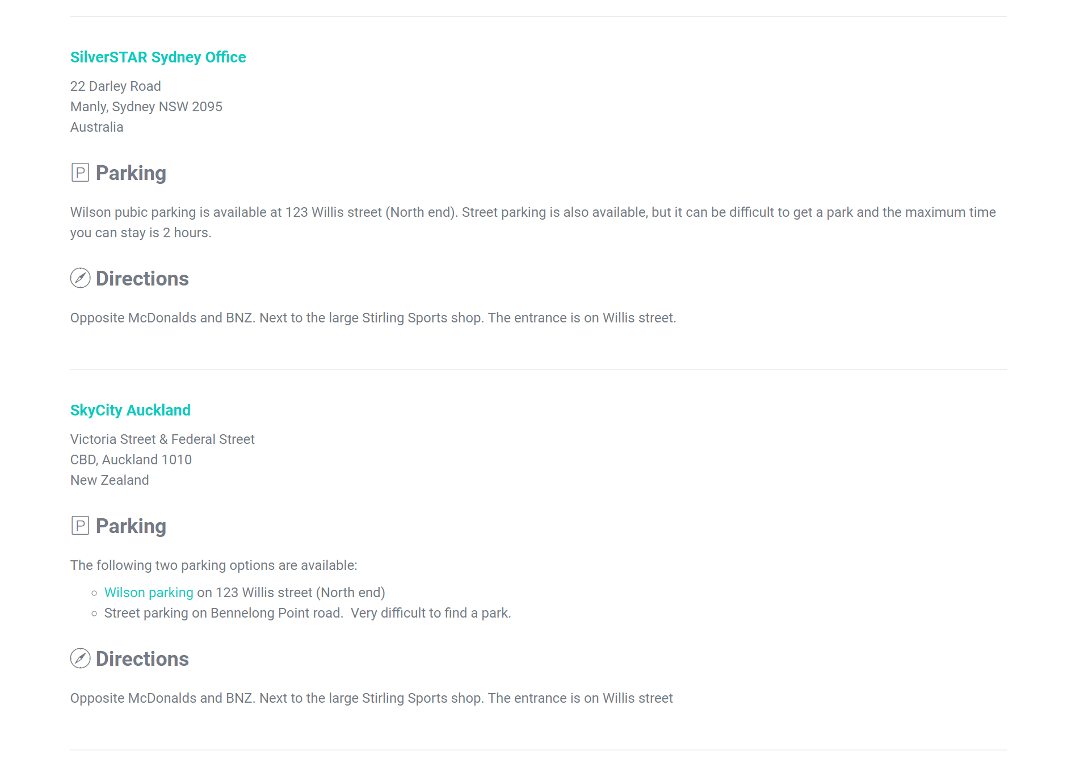 SilverSTAR Sydney Office
22 Darley Road
Manly, Sydney NSW 2095
Australia
P Parking
Wilson pubic parking is available at 123 Willis street (North end). Street parking is also available, but it can be difficult to get a park and the maximum time
you can stay is 2 hours.
Directions
Opposite McDonalds and BNZ. Next to the large Stirling Sports shop. The entrance is on Willis street.
SkyCity Auckland
Victoria Street & Federal Street
CBD, Auckland 1010
New Zealand
P Parking
The following two parking options are available:
Wilson parking on 123 Willis street (North end)
Street parking on Bennelong Point road.  Very difficult to find a park.
Directions
Opposite McDonalds and BNZ. Next to the large Stirling Sports shop. The entrance is on Willis street